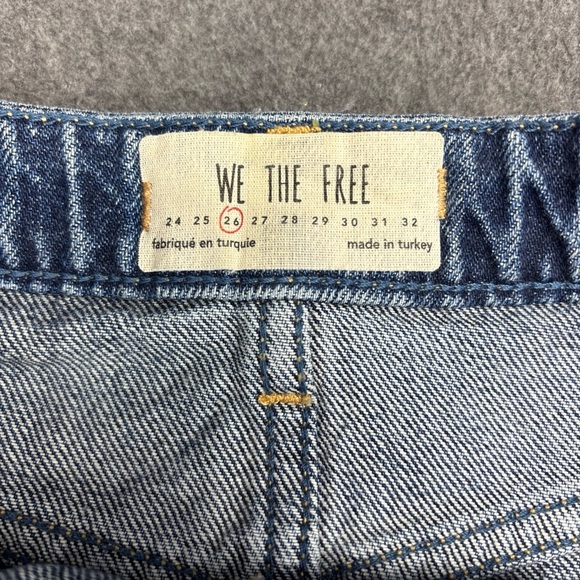 WE THE FREE
24 25 26 27 28 29 30 31 32
fabriqué en turquie made in turkey